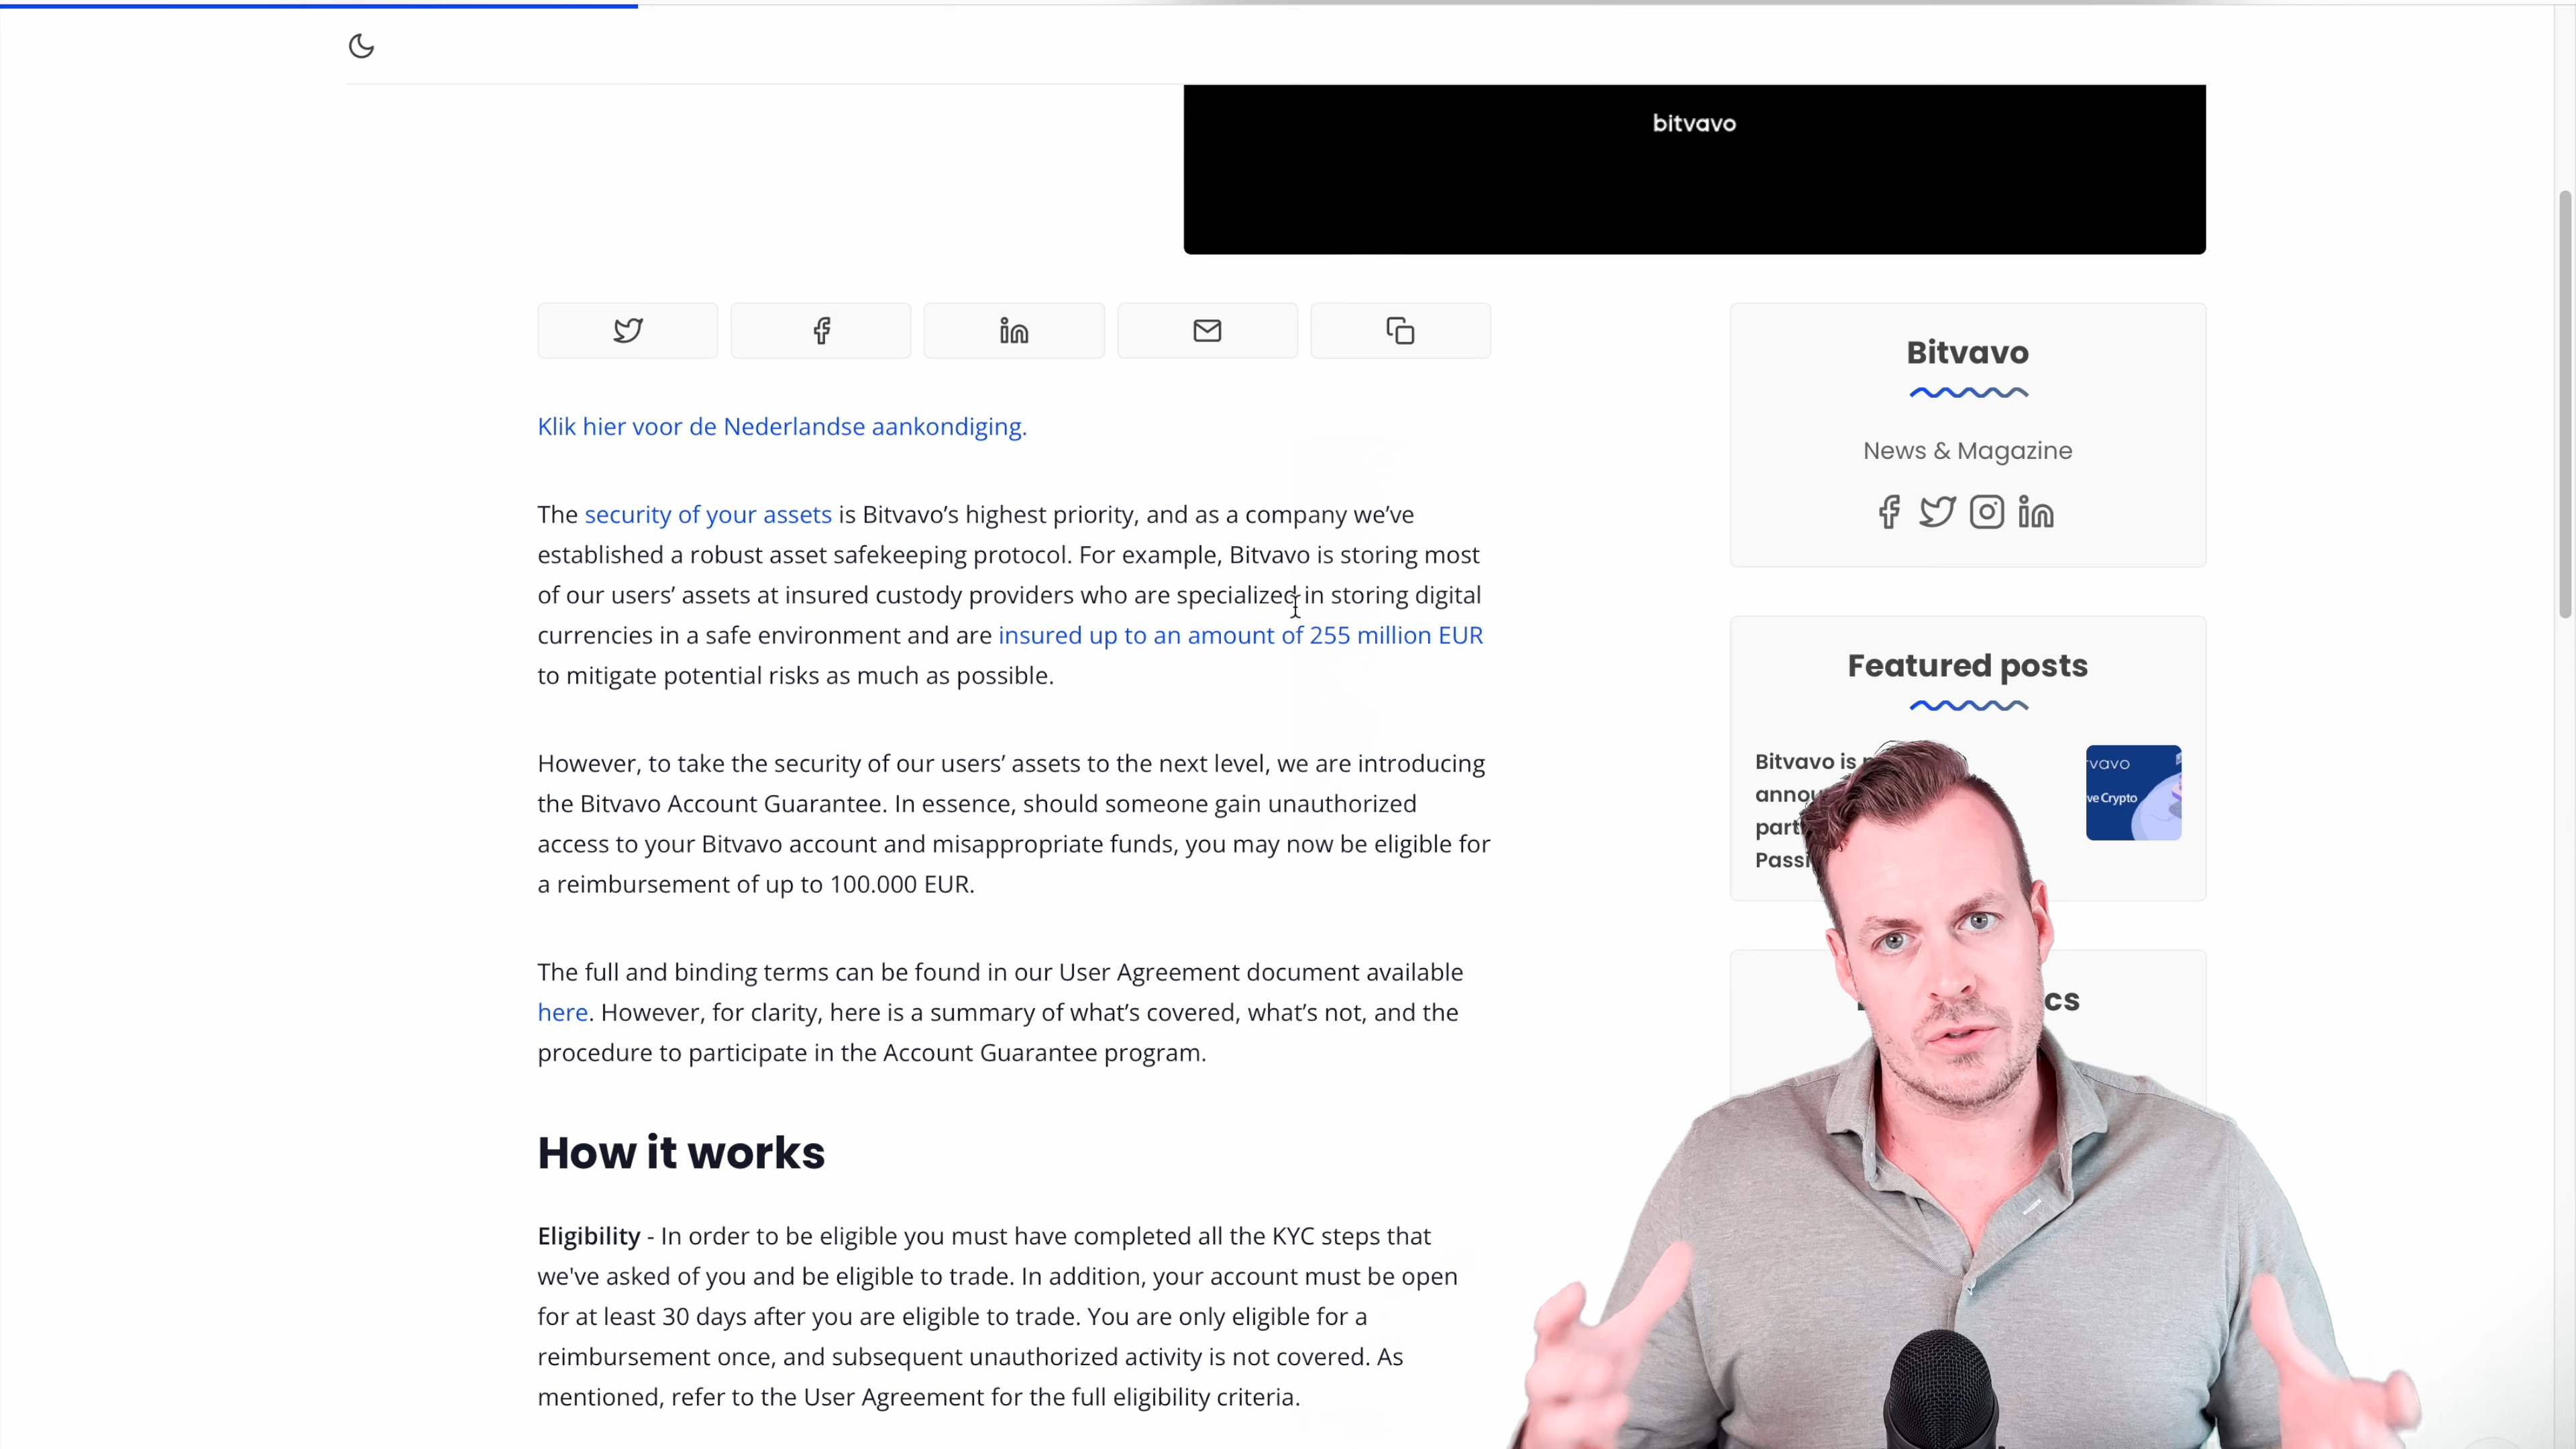 bitvavo
Klik hier voor de Nederlandse aankondiging.
The security of your assets is Bitvavo’s highest priority, and as a company we’ve
established a robust asset safekeeping protocol. For example, Bitvavo is storing most
of our users’ assets at insured custody providers who are specialized in storing digital
currencies in a safe environment and are insured up to an amount of 255 million EUR
to mitigate potential risks as much as possible.
However, to take the security of our users’ assets to the next level, we are introducing
the Bitvavo Account Guarantee. In essence, should someone gain unauthorized
access to your Bitvavo account and misappropriate funds, you may now be eligible for
a reimbursement of up to 100.000 EUR.
The full and binding terms can be found in our User Agreement document available
here. However, for clarity, here is a summary of what’s covered, what’s not, and the
procedure to participate in the Account Guarantee program.
How it works
Eligibility - In order to be eligible you must have completed all the KYC steps that
we've asked of you and be eligible to trade. In addition, your account must be open
for at least 30 days after you are eligible to trade. You are only eligible for a
reimbursement once, and subsequent unauthorized activity is not covered. As
mentioned, refer to the User Agreement for the full eligibility criteria.
Bitvavo
News & Magazine
Featured posts
Bitvavo is
vavo
ve Crypto